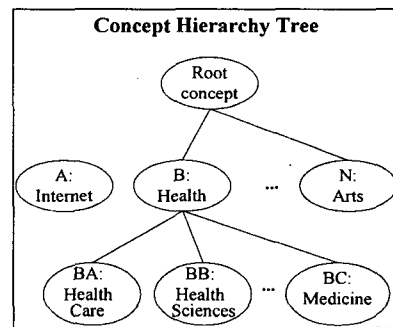 Concept Hierarchy Tree
Root
concept
A:
Internet
B:
Health
...
N:
Arts
BA:
Health
Care
BB:
Health
Sciences
...
BC:
Medicine